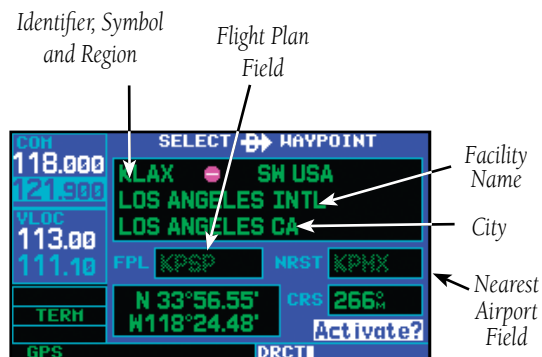 Identifier, Symbol
and Region
Flight Plan
Field
COM
118.000
121.900
VLOC
113.00
111.10
TERM
GPS
SELECT D WAYPOINT
KLAX SW USA
LOS ANGELES INTL
LOS ANGELES CA
FPL KPSP NRST KPHX
N 33°56.55'
W118°24.48'
CRS 266°M
Activate?
DRCT
Facility
Name
City
Nearest
Airport
Field